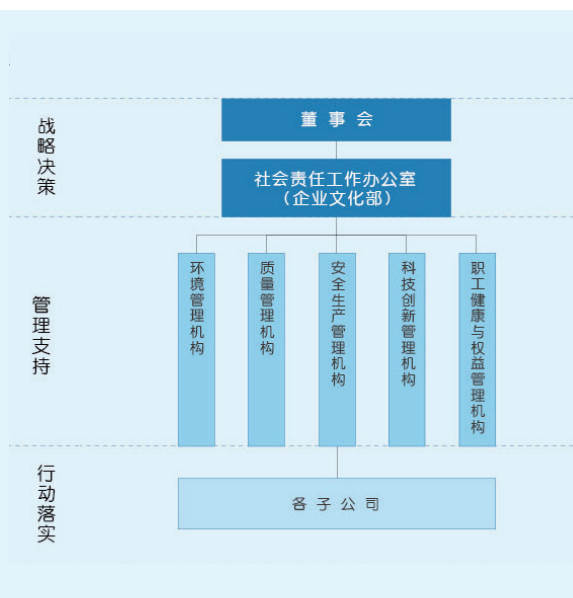 战略决策
董事会
社会责任工作办公室
（企业文化部）
管理支持
环境管理机构
质量管理机构
安全生产管理机构
科技创新管理机构
职工健康与权益管理机构
行动落实
各子公司